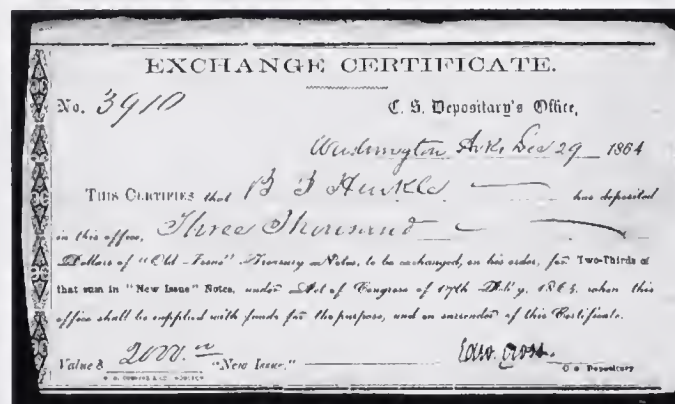 EXCHANGE CERTIFICATE.
No. 3910 C. S. Depositary's Office,
Washington Ark, Dec 29 1864
THIS CERTIFIES that B F Hinkle has deposited
in this office, Three Thousand
Dollars of "Old-Issue" Treasury Notes, to be exchanged, on his order, for Two-Thirds of
that sum in "New Issue" Notes, under Act of Congress of 17th Feb'y, 1864, when this
office shall be supplied with funds for the purpose, and on surrender of this Certificate.
Value $ 2000.00 "New Issue." Edw. Cross.
C S Depositary